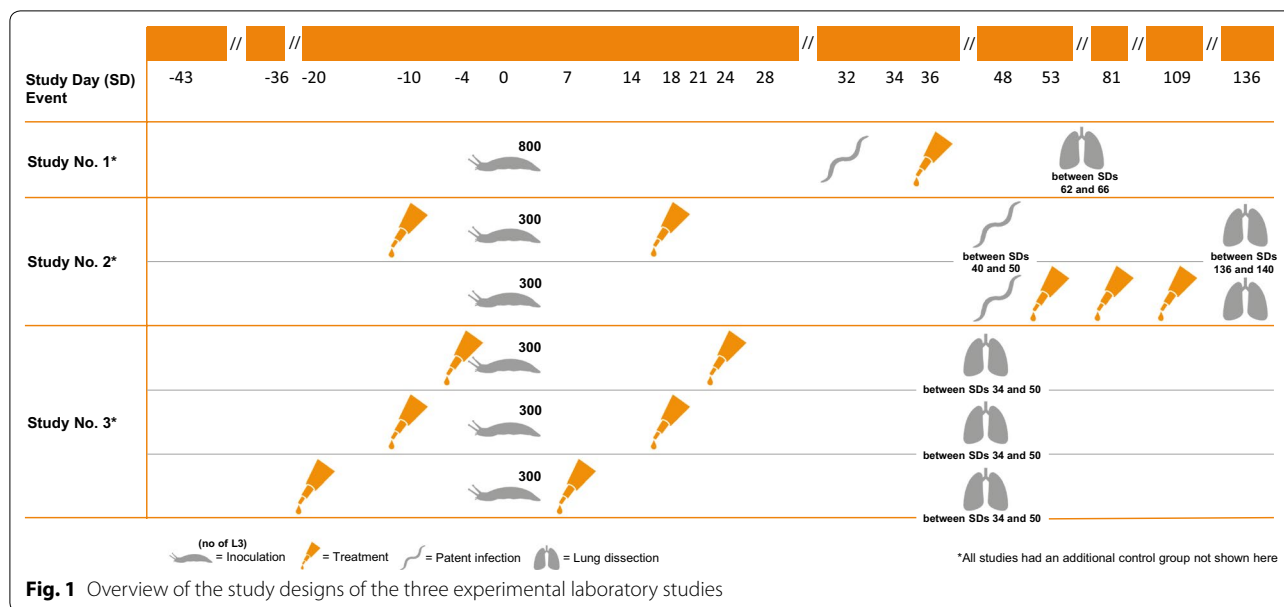 // // // // // // //
Study Day (SD) -43 -36 -20 -10 -4 0 7 14 18 21 24 28 32 34 36 48 53 81 109 136
Event
800
Study No. 1*
between SDs
62 and 66
300
Study No. 2*
between SDs
40 and 50
between SDs
136 and 140
300
300
between SDs 34 and 50
Study No. 3*
300
between SDs 34 and 50
300
between SDs 34 and 50
(no of L3)
= Inoculation = Treatment = Patent infection = Lung dissection *All studies had an additional control group not shown here
Fig. 1 Overview of the study designs of the three experimental laboratory studies